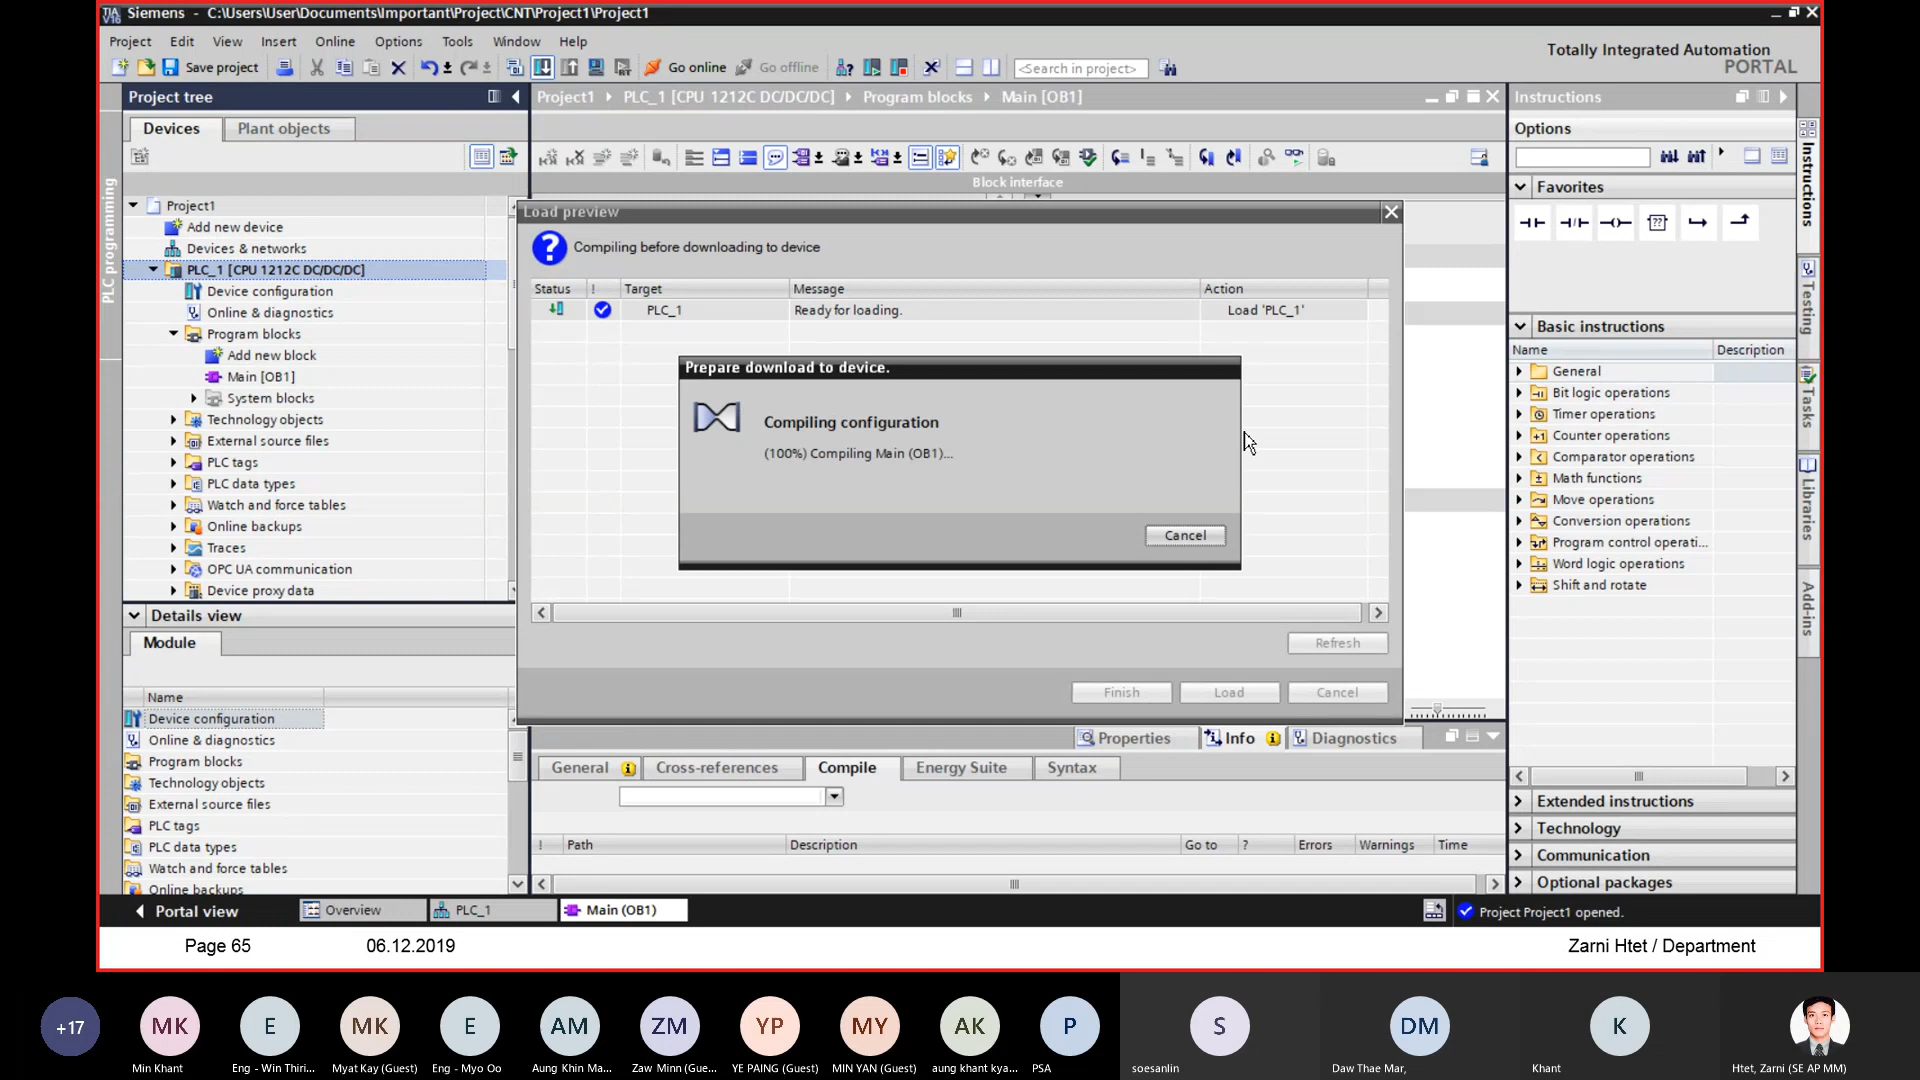 Siemens - C:\Users\User\Documents\Important\Project\CNT\Project1\Project1
Project Edit View Insert Online Options Tools Window Help
Totally Integrated Automation
PORTAL
Save project
Go online
Go offline
<Search in project>
Project tree
Project1 PLC_1 [CPU 1212C DC/DC/DC] Program blocks Main [OB1]
Instructions
Devices
Plant objects
Options
PLC programming
Block interface
Favorites
Project1
Add new device
Devices & networks
PLC_1 [CPU 1212C DC/DC/DC]
Device configuration
Online & diagnostics
Program blocks
Add new block
Main [OB1]
System blocks
Technology objects
External source files
PLC tags
PLC data types
Watch and force tables
Online backups
Traces
OPC UA communication
Device proxy data
Load preview
Compiling before downloading to device
Status ! Target Message Action
PLC_1 Ready for loading. Load 'PLC_1'
Prepare download to device.
Compiling configuration
(100%) Compiling Main (OB1)...
Cancel
Refresh
Finish Load Cancel
Basic instructions
Name Description
General
Bit logic operations
Timer operations
Counter operations
Comparator operations
Math functions
Move operations
Conversion operations
Program control operati...
Word logic operations
Shift and rotate
Extended instructions
Technology
Communication
Optional packages
Instructions
Testing
Tasks
Libraries
Add-ins
Details view
Module
Name
Device configuration
Online & diagnostics
Program blocks
Technology objects
External source files
PLC tags
PLC data types
Watch and force tables
Online backups
Properties Info Diagnostics
General Cross-references Compile Energy Suite Syntax
! Path Description Go to ? Errors Warnings Time
Portal view
Overview
PLC_1
Main (OB1)
Project Project1 opened.
Page 65 06.12.2019 Zarni Htet / Department
+17 MK E MK E AM ZM YP MY AK P S DM K
Min Khant
Eng - Win Thiri...
Myat Kay (Guest)
Eng - Myo Oo
Aung Khin Ma...
Zaw Minn (Gue...
YE PAING (Guest)
MIN YAN (Guest)
aung khant kya...
PSA
soesanlin
Daw Thae Mar,
Khant
Htet, Zarni (SE AP MM)